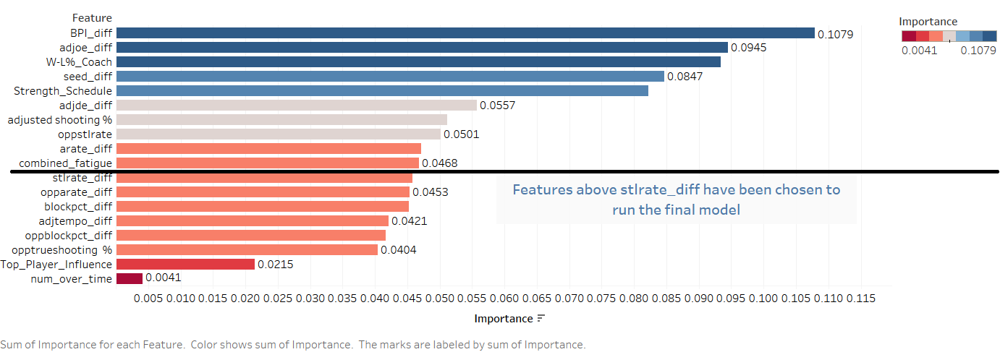 Feature
BPI_diff 0.1079
adjoe_diff 0.0945
W-L%_Coach
seed_diff 0.0847
Strength_Schedule
adjde_diff 0.0557
adjusted shooting %
oppstlrate 0.0501
arate_diff
combined_fatigue 0.0468
stlrate_diff
opparate_diff 0.0453
blockpct_diff
adjtempo_diff 0.0421
oppblockpct_diff
opptrueshooting % 0.0404
Top_Player_Influence 0.0215
num_over_time 0.0041
Features above stlrate_diff have been chosen to
run the final model
0.005 0.010 0.015 0.020 0.025 0.030 0.035 0.040 0.045 0.050 0.055 0.060 0.065 0.070 0.075 0.080 0.085 0.090 0.095 0.100 0.105 0.110 0.115
Importance
Sum of Importance for each Feature. Color shows sum of Importance. The marks are labeled by sum of Importance.
Importance
0.0041 0.1079